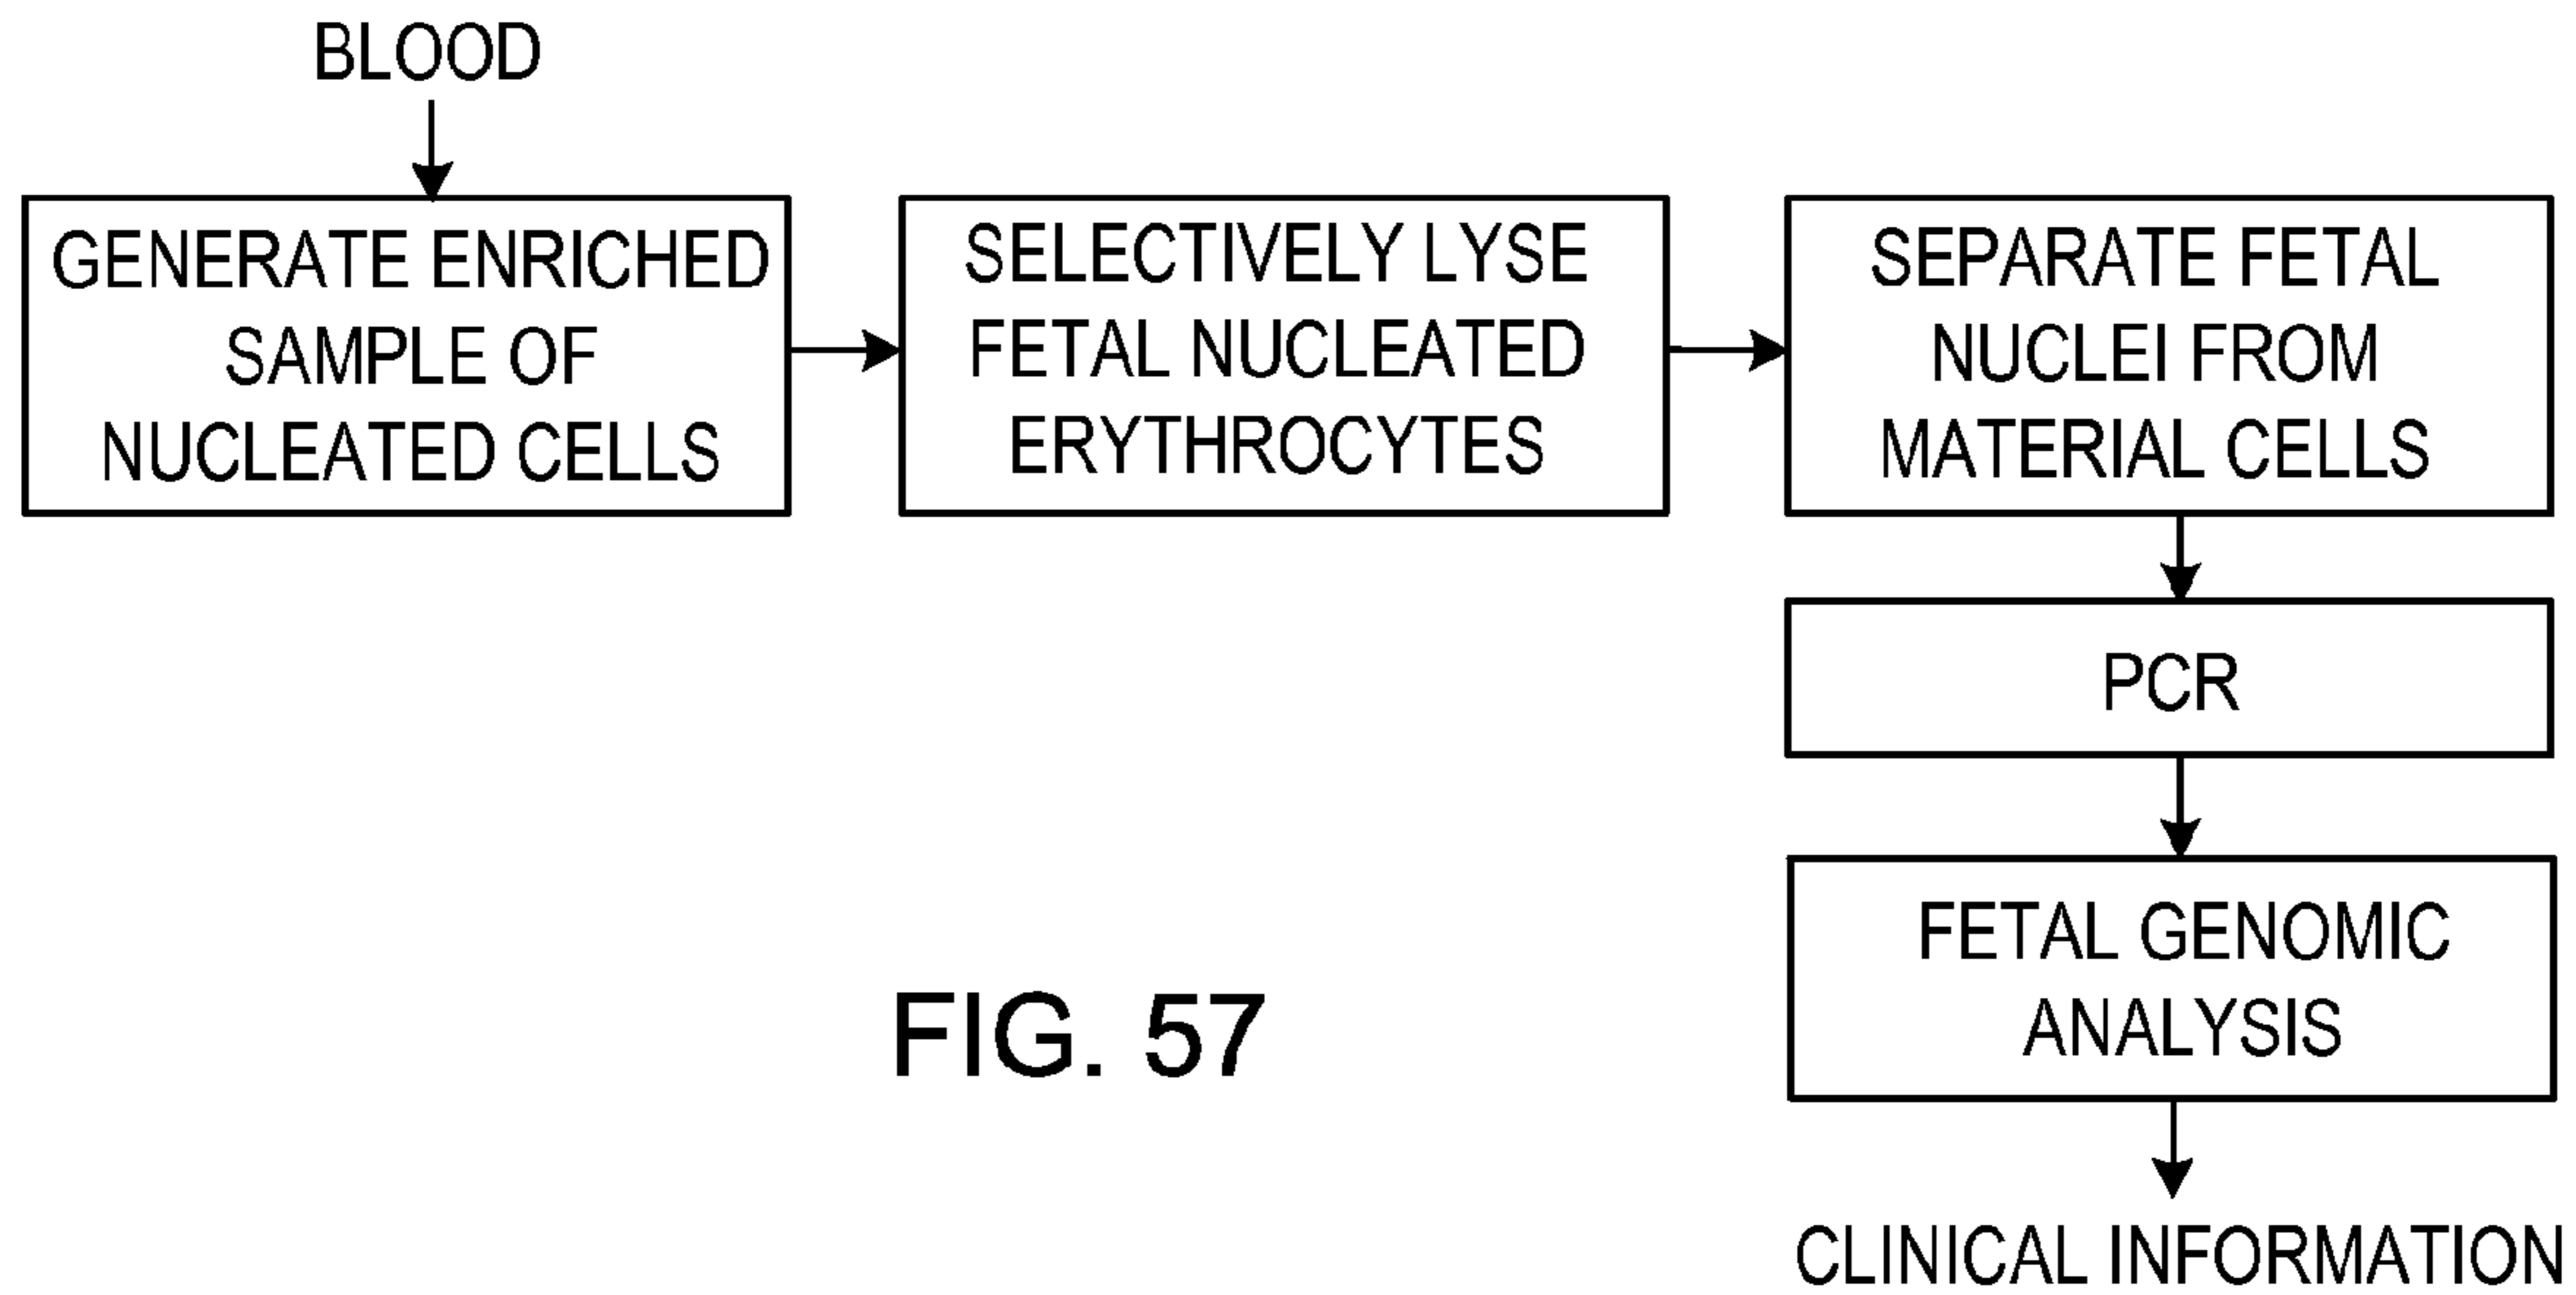 BLOOD
GENERATE ENRICHED
SAMPLE OF
NUCLEATED CELLS
SELECTIVELY LYSE
FETAL NUCLEATED
ERYTHROCYTES
SEPARATE FETAL
NUCLEI FROM
MATERIAL CELLS
PCR
FETAL GENOMIC
ANALYSIS
CLINICAL INFORMATION
FIG. 57